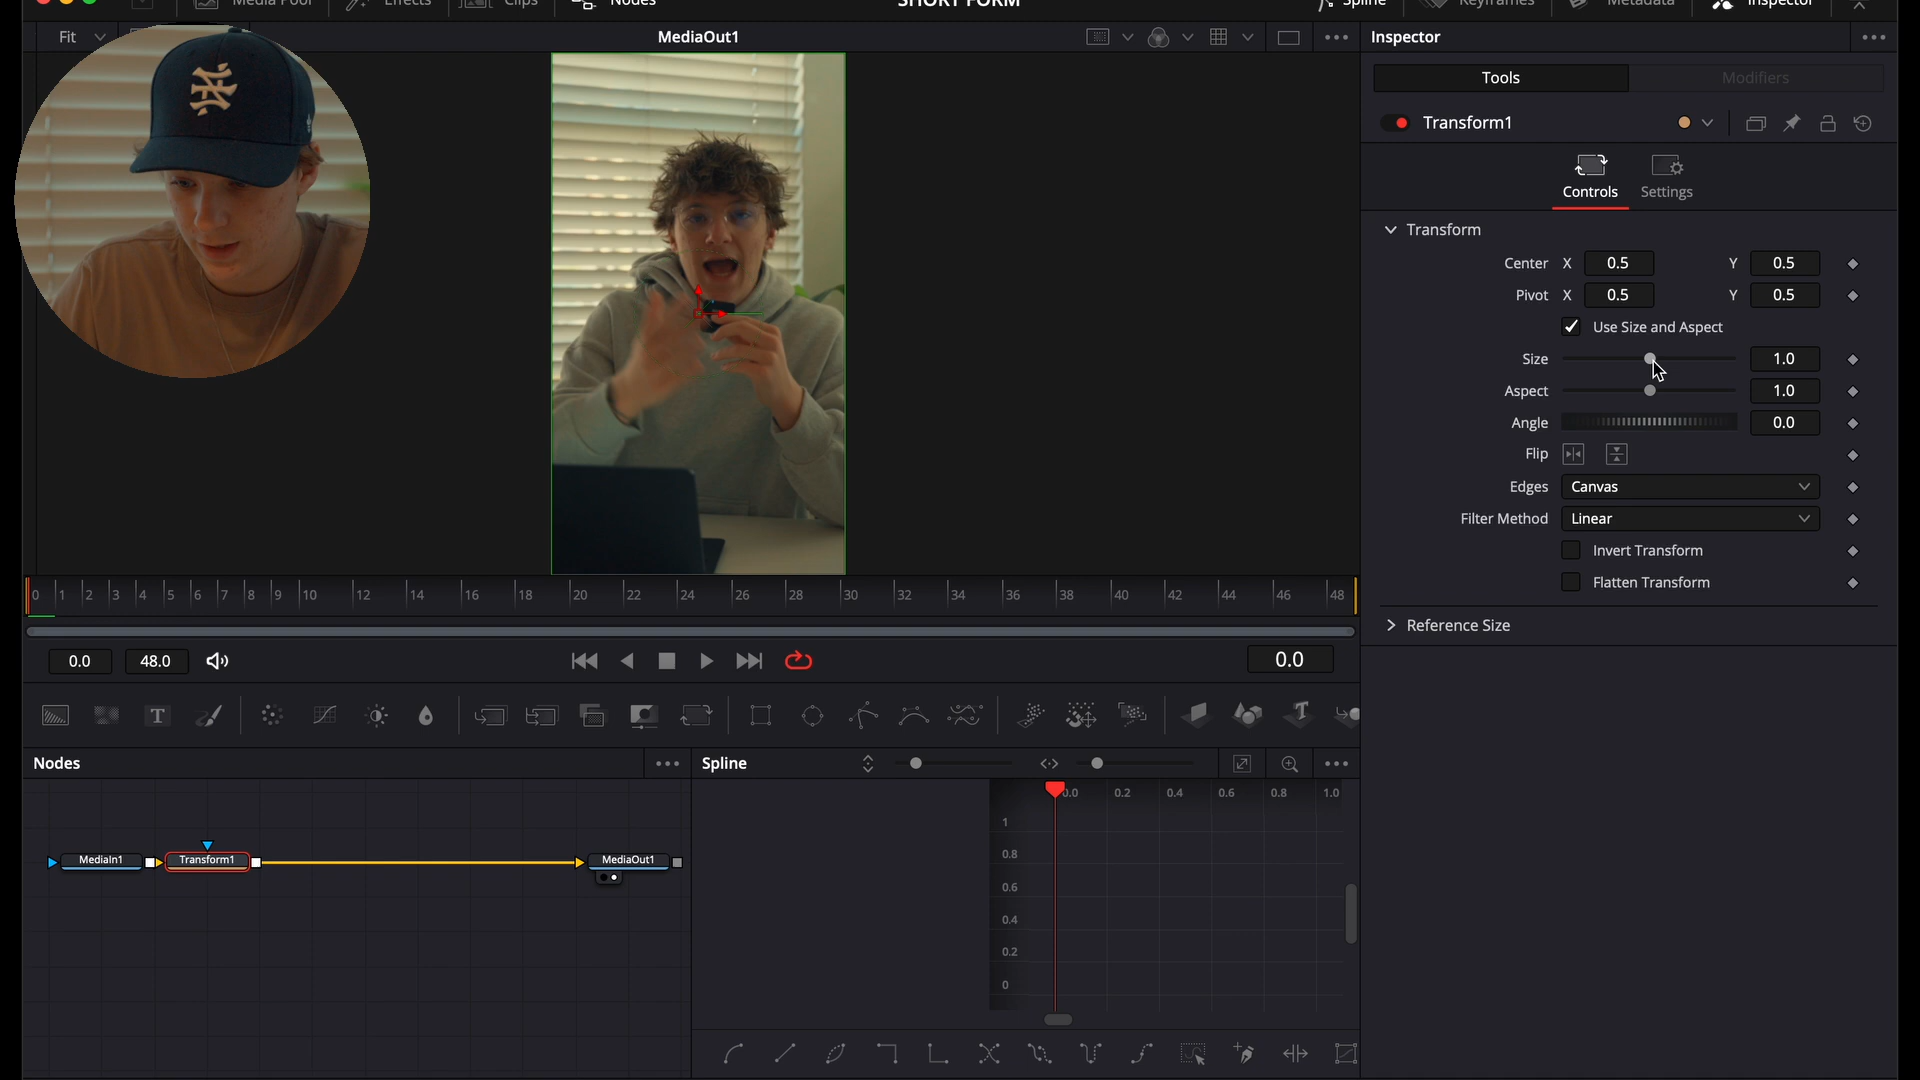 Media Pool
Effects
Clips
Nodes
SHORT FORM
Spline
Keyframes
Metadata
Inspector
Fit
MediaOut1
Inspector
Tools
Modifiers
Transform1
Controls
Settings
Transform
Center X 0.5 Y 0.5
Pivot X 0.5 Y 0.5
Use Size and Aspect
Size 1.0
Aspect 1.0
Angle 0.0
Flip
Edges Canvas
Filter Method Linear
Invert Transform
Flatten Transform
Reference Size
0 1 2 3 4 5 6 7 8 9 10 12 14 16 18 20 22 24 26 28 30 32 34 36 38 40 42 44 46 48
0.0 48.0 0.0
Nodes
Spline
MediaIn1
Transform1
MediaOut1
0.0 0.2 0.4 0.6 0.8 1.0
1
0.8
0.6
0.4
0.2
0